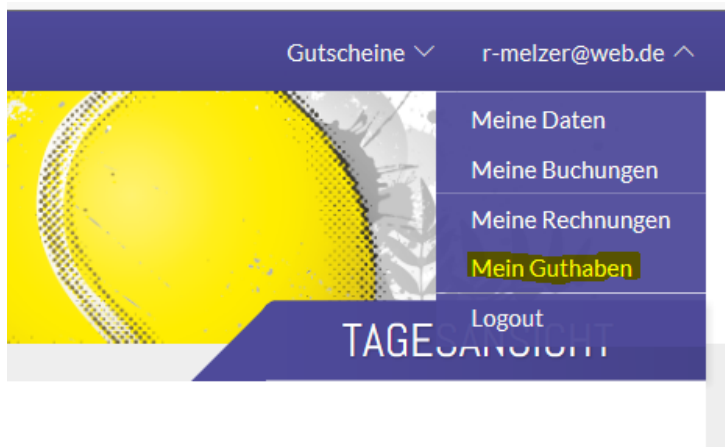 Gutscheine
r-melzer@web.de
Meine Daten
Meine Buchungen
Meine Rechnungen
Mein Guthaben
Logout
TAGESANSICHT